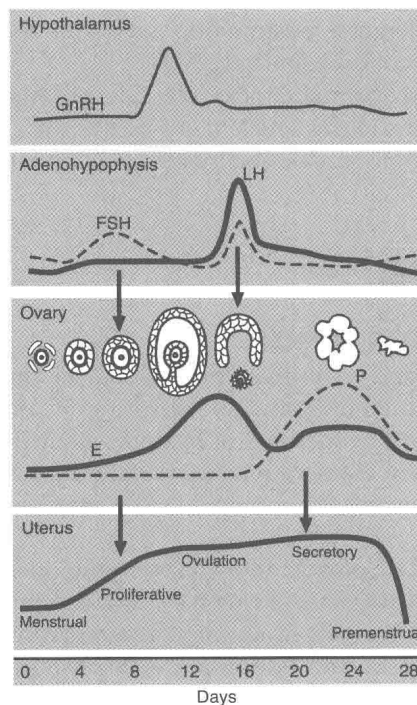 Hypothalamus
GnRH
Adenohypophysis
LH
FSH
Ovary
P
E
Uterus
Ovulation
Secretory
Proliferative
Menstrual
Premenstrual
0 4 8 12 16 20 24 28
Days